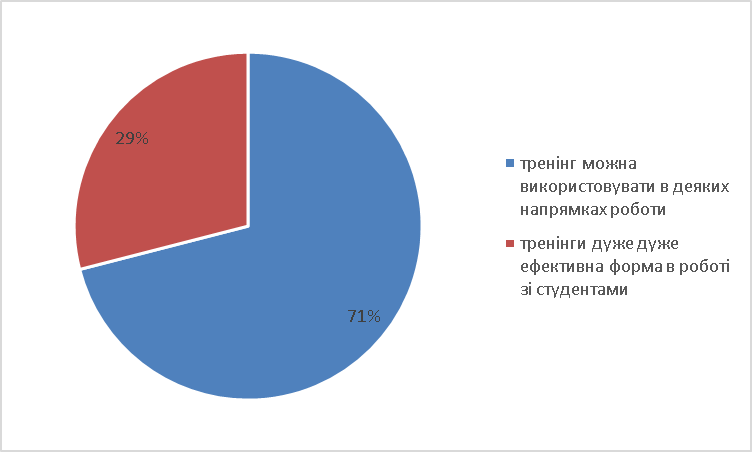 29%
71%
тренінг можна
використовувати в деяких
напрямках роботи
тренінги дуже дуже
ефективна форма в роботі
зі студентами